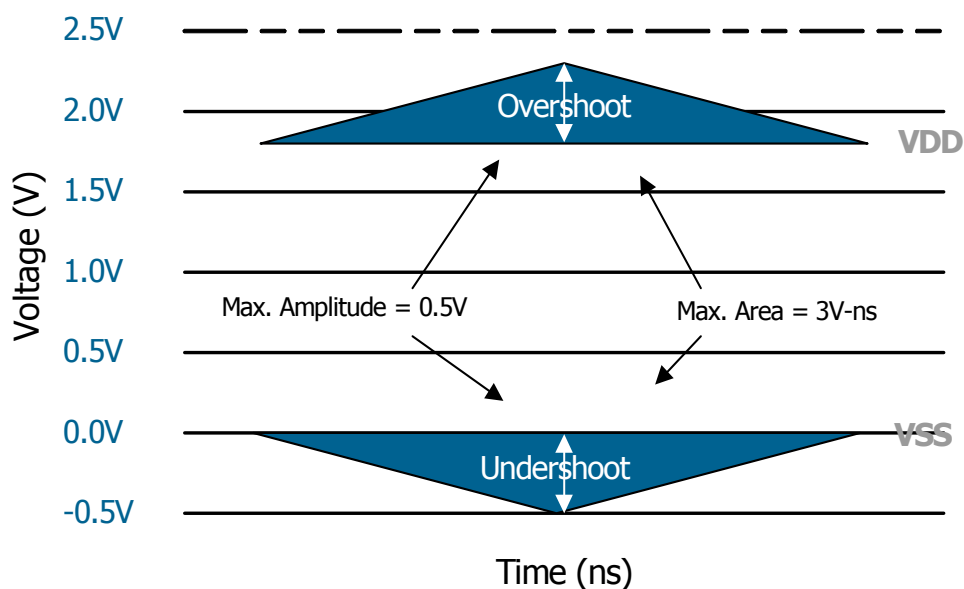 2.5V
2.0V
Overshoot
VDD
1.5V
1.0V
Voltage (V)
Max. Amplitude = 0.5V
Max. Area = 3V-ns
0.5V
0.0V
VSS
Undershoot
-0.5V
Time (ns)